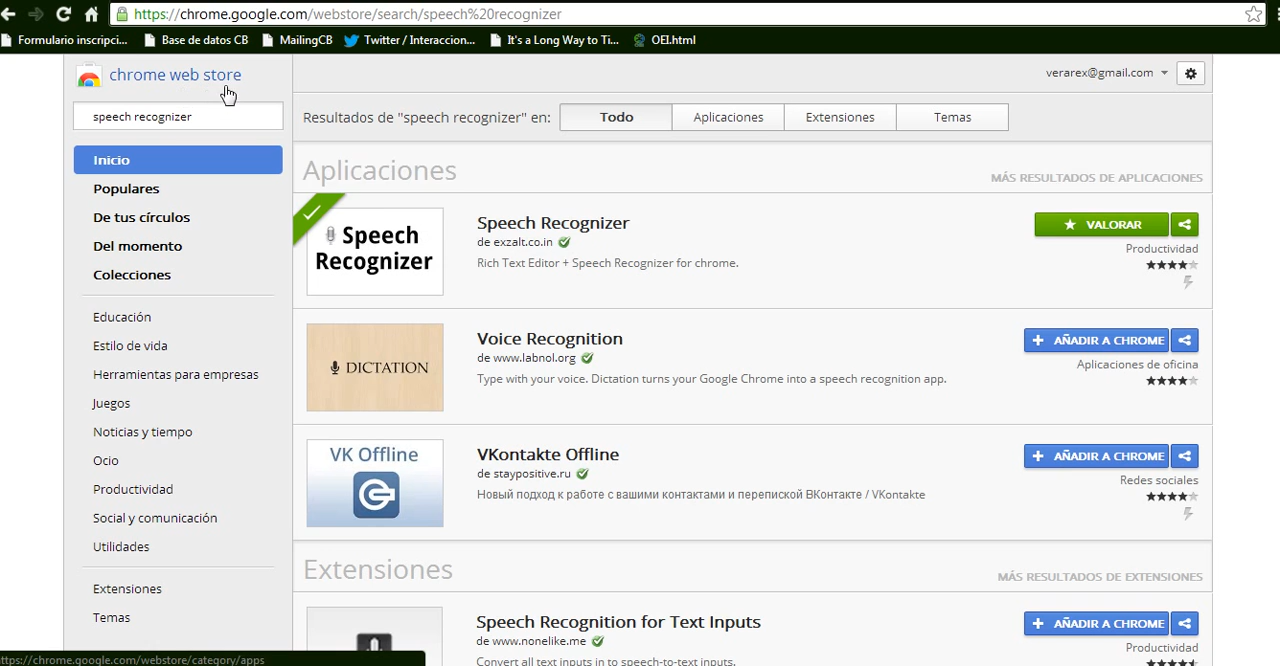 https://chrome.google.com/webstore/search/speech%20recognizer
Formulario inscripci... Base de datos CB MailingCB Twitter / Interaccion... It's a Long Way to Ti... OEI.html
chrome web store
verarex@gmail.com
speech recognizer
Resultados de "speech recognizer" en: Todo Aplicaciones Extensiones Temas
Inicio
Populares
De tus círculos
Del momento
Colecciones
Educación
Estilo de vida
Herramientas para empresas
Juegos
Noticias y tiempo
Ocio
Productividad
Social y comunicación
Utilidades
Extensiones
Temas
Aplicaciones
MÁS RESULTADOS DE APLICACIONES
Speech
Recognizer
Speech Recognizer
de exzalt.co.in
Rich Text Editor + Speech Recognizer for chrome.
VALORAR
Productividad
DICTATION
Voice Recognition
de www.labnol.org
Type with your voice. Dictation turns your Google Chrome into a speech recognition app.
AÑADIR A CHROME
Aplicaciones de oficina
VK Offline
VKontakte Offline
de staypositive.ru
Новый подход к работе с вашими контактами и перепиской ВКонтакте / VKontakte
AÑADIR A CHROME
Redes sociales
Extensiones
MÁS RESULTADOS DE EXTENSIONES
Speech Recognition for Text Inputs
de www.nonelike.me
Convert all text inputs in to speech-to-text inputs.
AÑADIR A CHROME
Productividad
https://chrome.google.com/webstore/category/apps